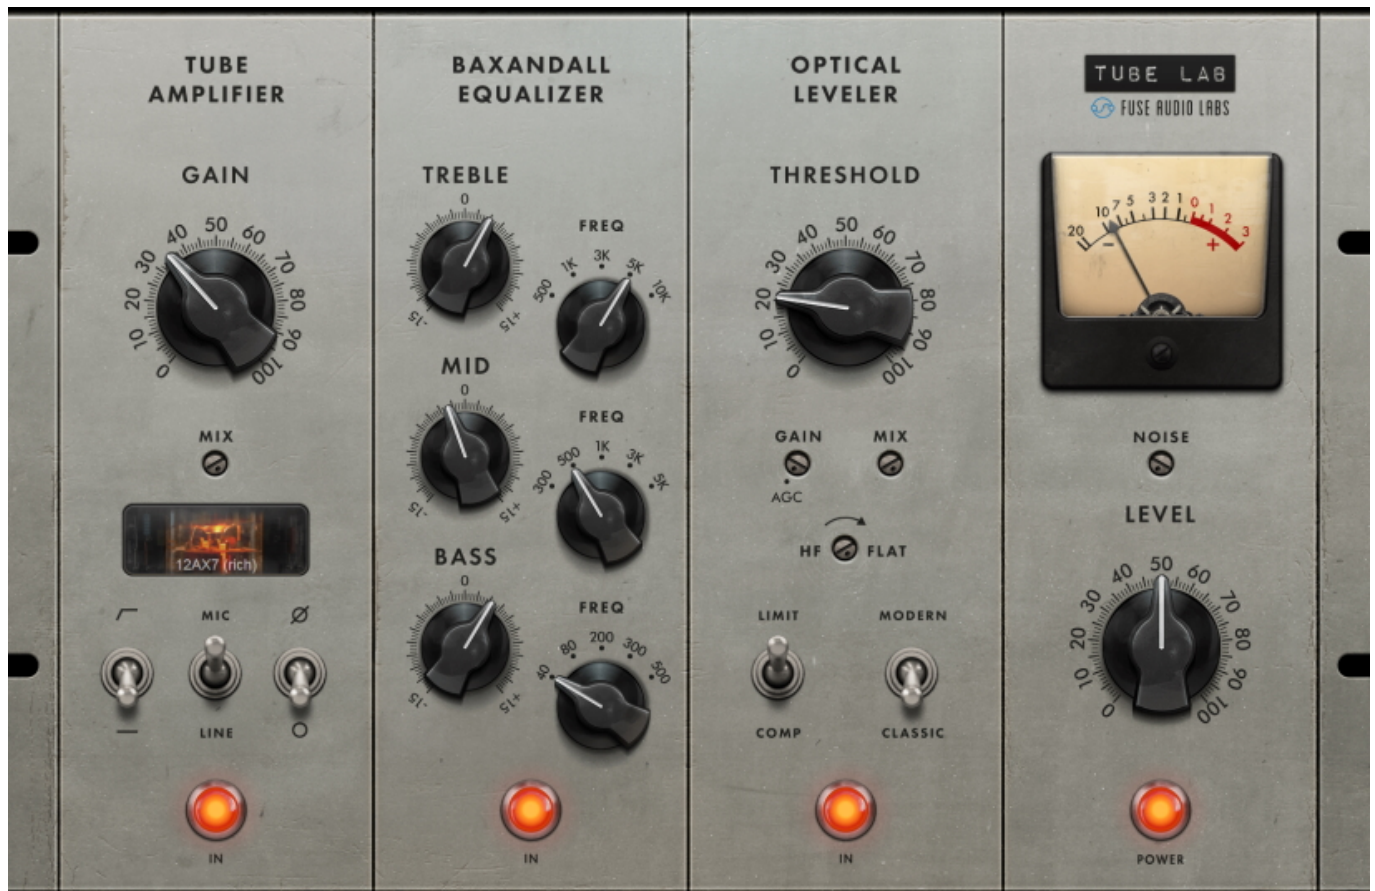 TUBE
AMPLIFIER
GAIN
0 10 20 30 40 50 60 70 80 90 100
MIX
12AX7 (rich)
MIC
Ø
LINE
IN
BAXANDALL
EQUALIZER
TREBLE
0
-15
+15
FREQ
500 1K 3K 5K 10K
MID
0
-15
+15
FREQ
300 500 1K 3K 5K
BASS
0
-15
+15
FREQ
40 80 200 300 500
IN
OPTICAL
LEVELER
THRESHOLD
0 10 20 30 40 50 60 70 80 90 100
GAIN MIX
AGC
HF FLAT
LIMIT MODERN
COMP CLASSIC
IN
TUBE LAB
FUSE AUDIO LABS
20 10 7 5 3 2 1 0 1 2 3
- +
NOISE
LEVEL
0 10 20 30 40 50 60 70 80 90 100
POWER